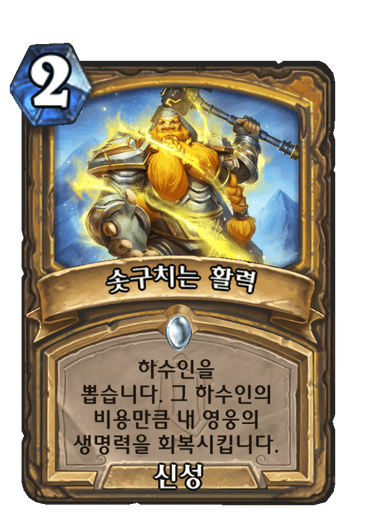 2
솟구치는 활력
하수인을
뽑습니다. 그 하수인의
비용만큼 내 영웅의
생명력을 회복시킵니다.
신성